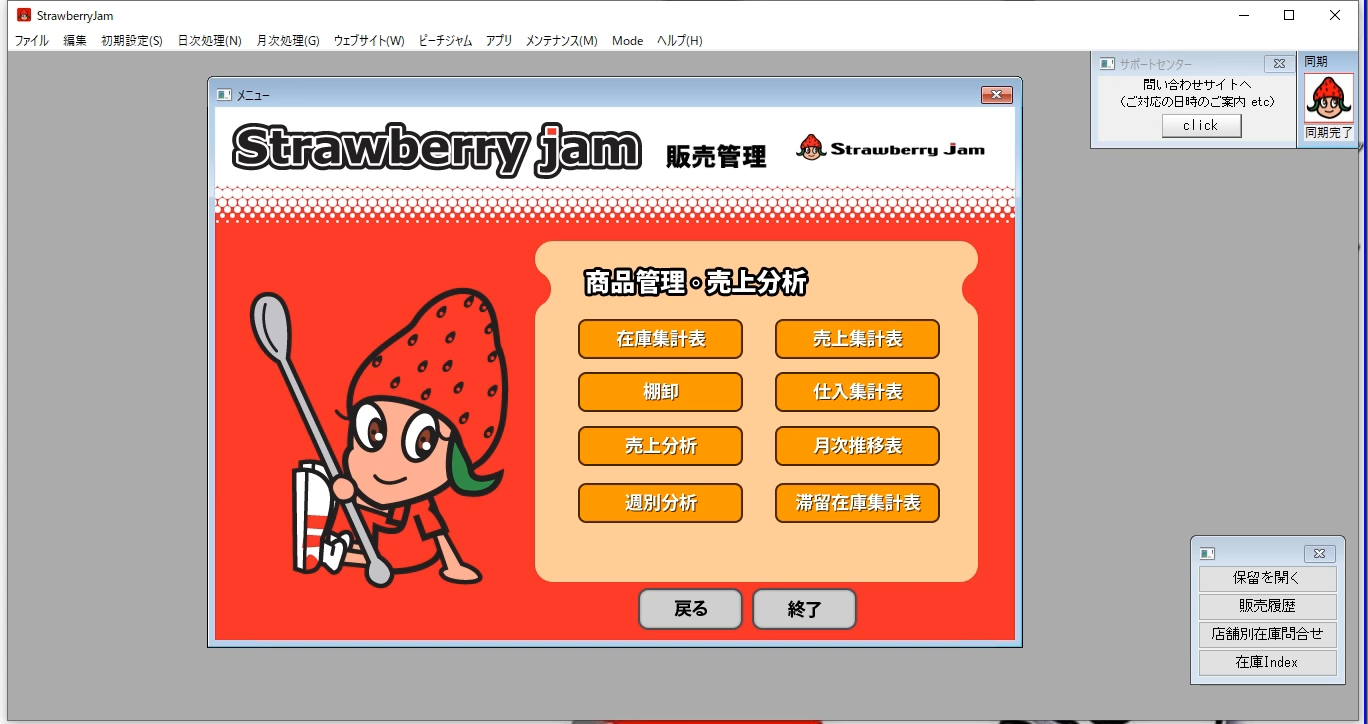 StrawberryJam
ファイル 編集 初期設定(S) 日次処理(N) 月次処理(G) ウェブサイト(W) ピーチジャム アプリ メンテナンス(M) Mode ヘルプ(H)
サポートセンター
問い合わせサイトへ
（ご対応の日時のご案内 etc）
click
同期
同期完了
メニュー
Strawberry jam 販売管理 Strawberry Jam
商品管理・売上分析
在庫集計表 売上集計表
棚卸 仕入集計表
売上分析 月次推移表
週別分析 滞留在庫集計表
戻る 終了
保留を開く
販売履歴
店舗別在庫問合せ
在庫Index